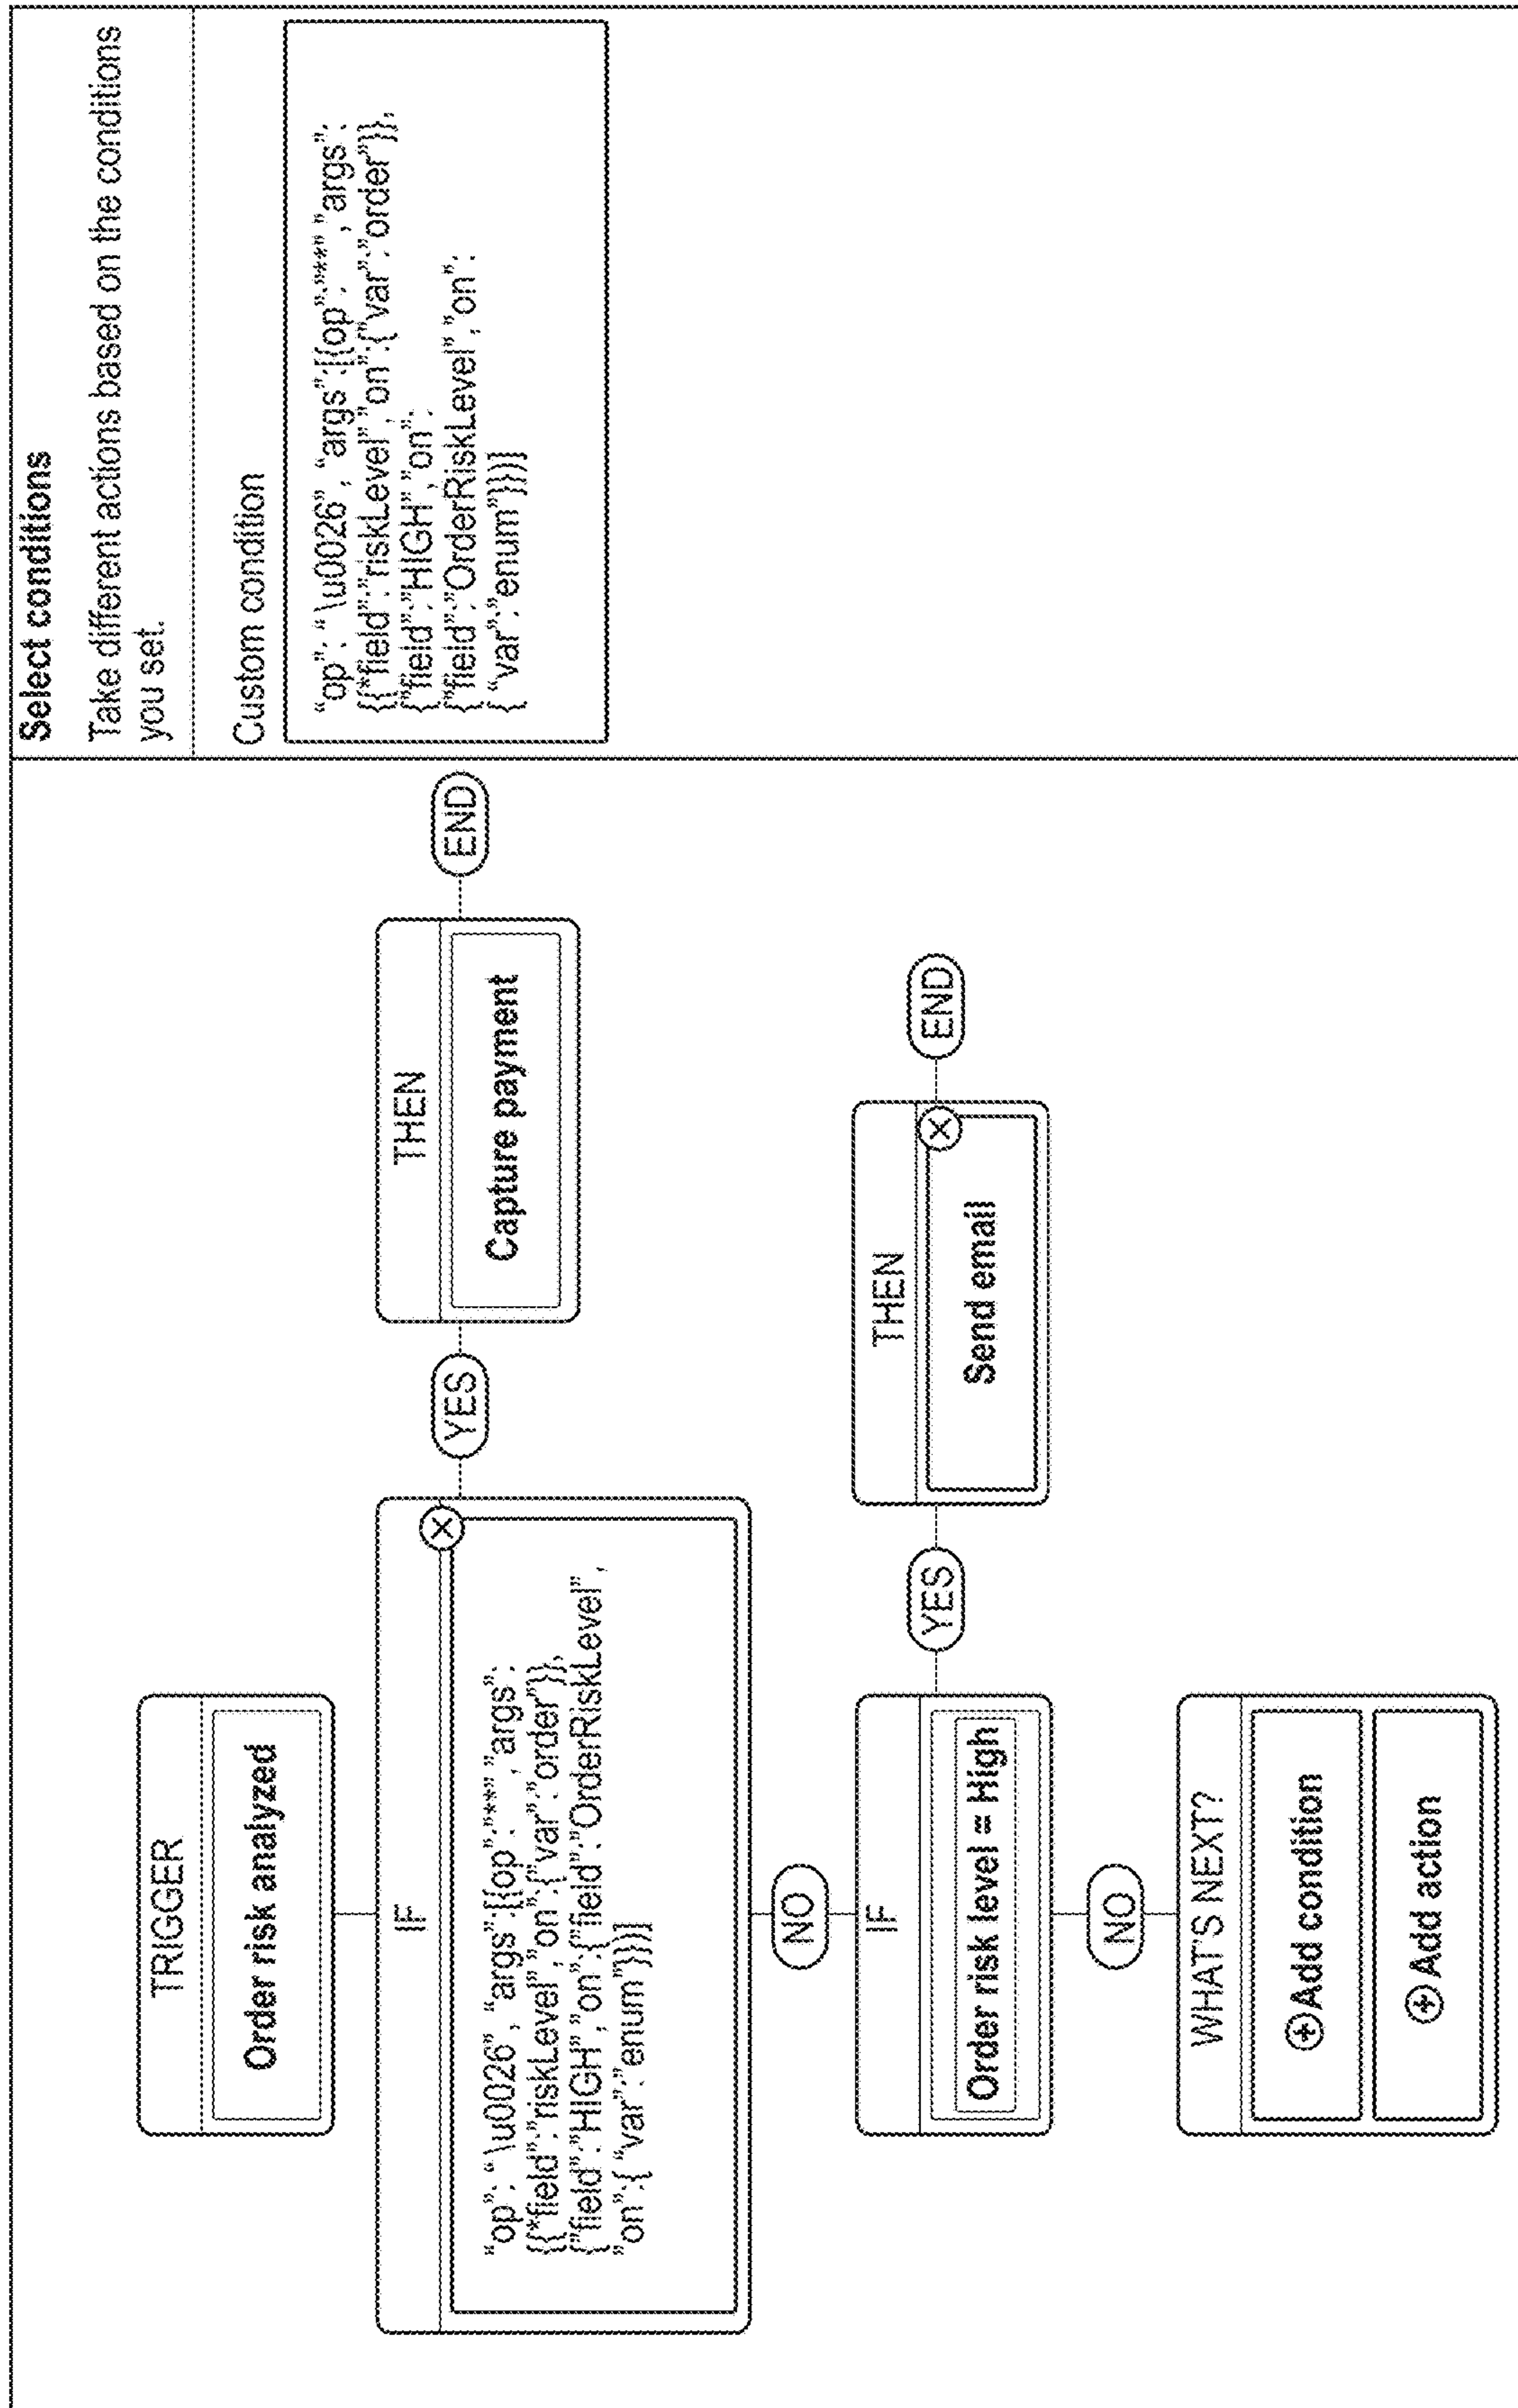 TRIGGER
Order risk analyzed
IF
“op”: “\u0026”, “args”:[{op”:”**”,”args”:
[{“field”:”riskLevel”,”on”:{”var”:”order”}},
{”field”:”HIGH”,”on”:{”field”:”OrderRiskLevel”,
”on”:{ “var”:”enum”}}}]
YES
THEN
Capture payment
END
NO
IF
Order risk level = High
YES
THEN
Send email
END
NO
WHAT'S NEXT?
Add condition
Add action
Select conditions
Take different actions based on the conditions
you set.
Custom condition
“op”: “\u0026”, “args”:[{op”:”**”,”args”:
[{“field”:”riskLevel”,”on”:{”var”:”order”}},
{”field”:”HIGH”,”on”:
{”field”:”OrderRiskLevel”,”on”:
{ “var”:”enum”}}}]